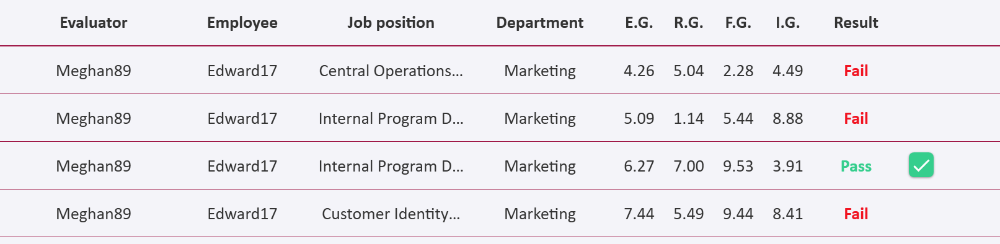 Evaluator Employee Job position Department E.G. R.G. F.G. I.G. Result
Meghan89 Edward17 Central Operations... Marketing 4.26 5.04 2.28 4.49 Fail
Meghan89 Edward17 Internal Program D... Marketing 5.09 1.14 5.44 8.88 Fail
Meghan89 Edward17 Internal Program D... Marketing 6.27 7.00 9.53 3.91 Pass
Meghan89 Edward17 Customer Identity... Marketing 7.44 5.49 9.44 8.41 Fail